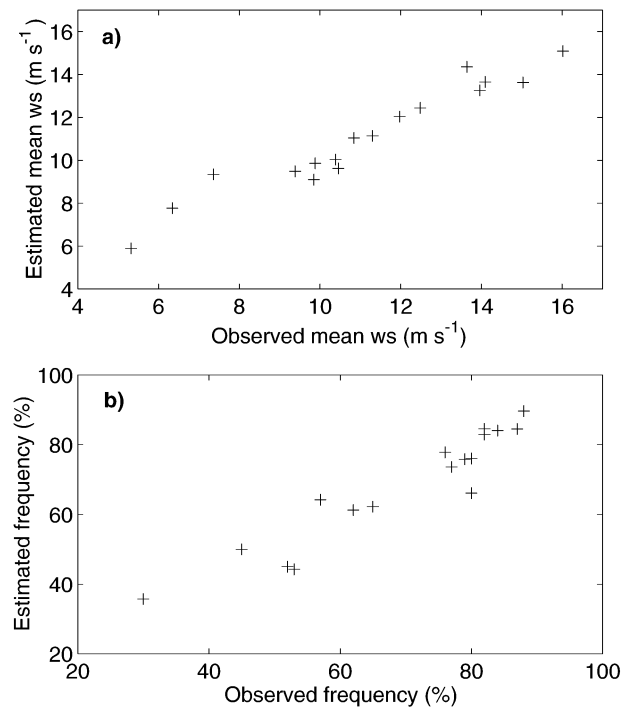 a)
Estimated mean ws (m s⁻¹)
16
14
12
10
8
6
4
4 6 8 10 12 14 16
Observed mean ws (m s⁻¹)
b)
Estimated frequency (%)
100
80
60
40
20
20 40 60 80 100
Observed frequency (%)